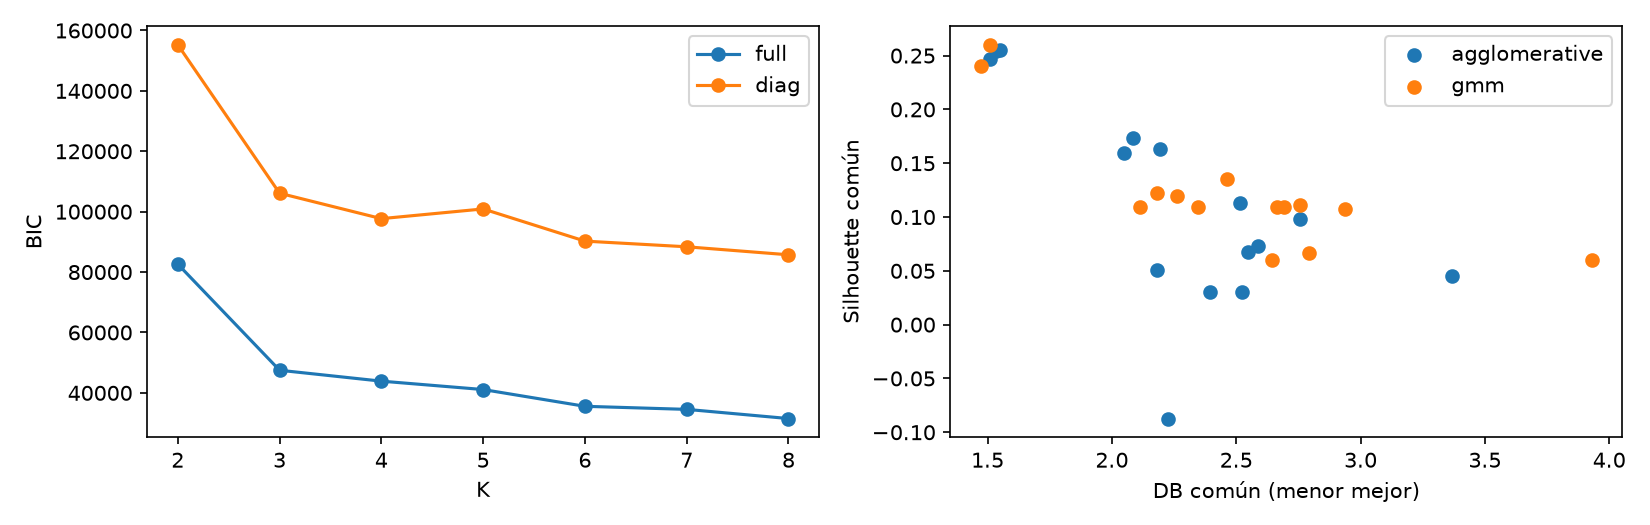 160000
140000
120000
100000
80000
60000
40000
BIC
2 3 4 5 6 7 8
K
full
diag
0.25
0.20
0.15
0.10
0.05
0.00
−0.05
−0.10
Silhouette común
1.5 2.0 2.5 3.0 3.5 4.0
DB común (menor mejor)
agglomerative
gmm